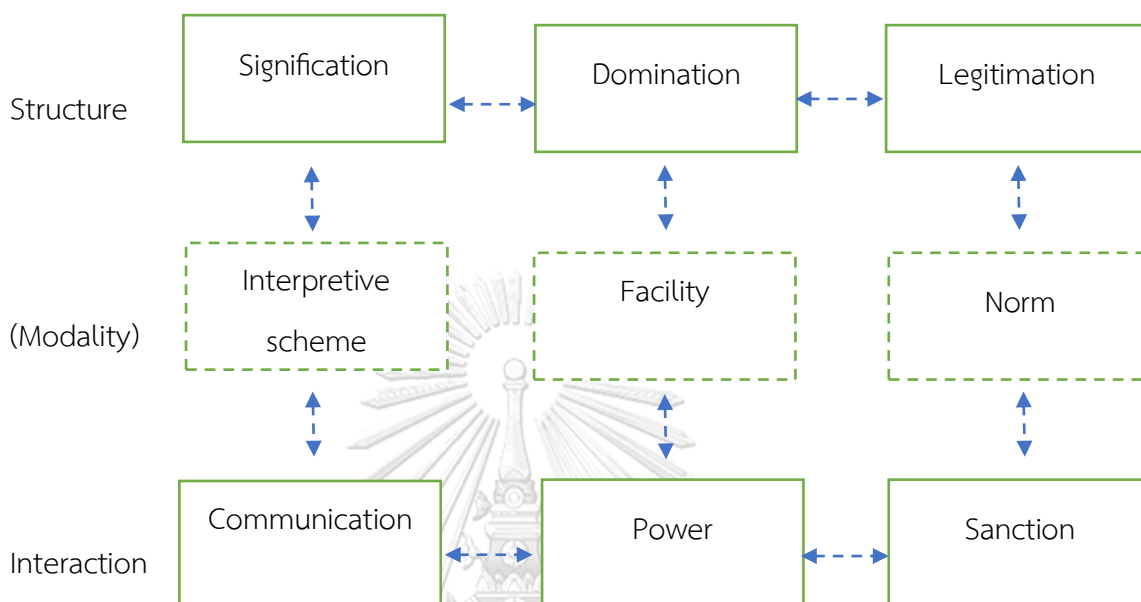 Signification
Domination
Legitimation
Structure
Interpretive
scheme
Facility
Norm
(Modality)
Communication
Power
Sanction
Interaction